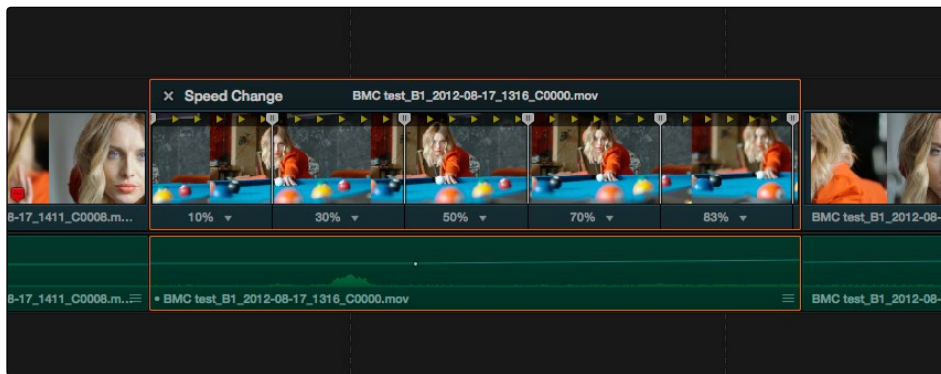 Speed Change
BMC test_B1_2012-08-17_1316_C0000.mov
10%
30%
50%
70%
83%
8-17_1411_C0008.m...
BMC test_B1_2012-08-
8-17_1411_C0008.m...
• BMC test_B1_2012-08-17_1316_C0000.mov
BMC test_B1_2012-08-